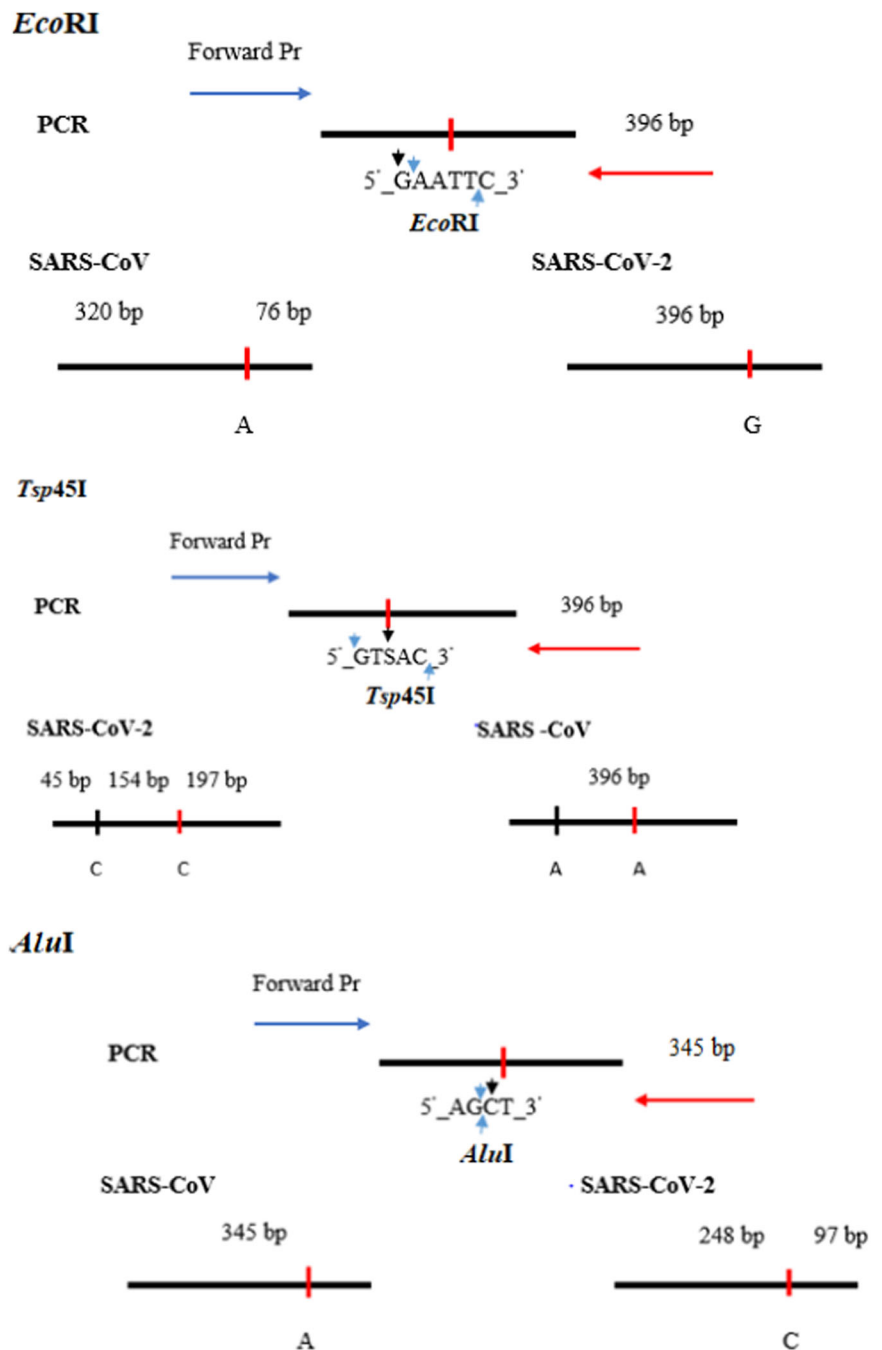 EcoRI
Forward Pr
PCR
396 bp
5'_GAATTC_3'
EcoRI
SARS-CoV
SARS-CoV-2
320 bp 76 bp
396 bp
A
G
Tsp45I
Forward Pr
PCR
396 bp
5'_GTSAC_3'
Tsp45I
SARS-CoV-2
SARS -CoV
45 bp 154 bp 197 bp
396 bp
C C
A A
AluI
Forward Pr
PCR
345 bp
5'_AGCT_3'
AluI
SARS-CoV
SARS-CoV-2
345 bp
248 bp 97 bp
A
C